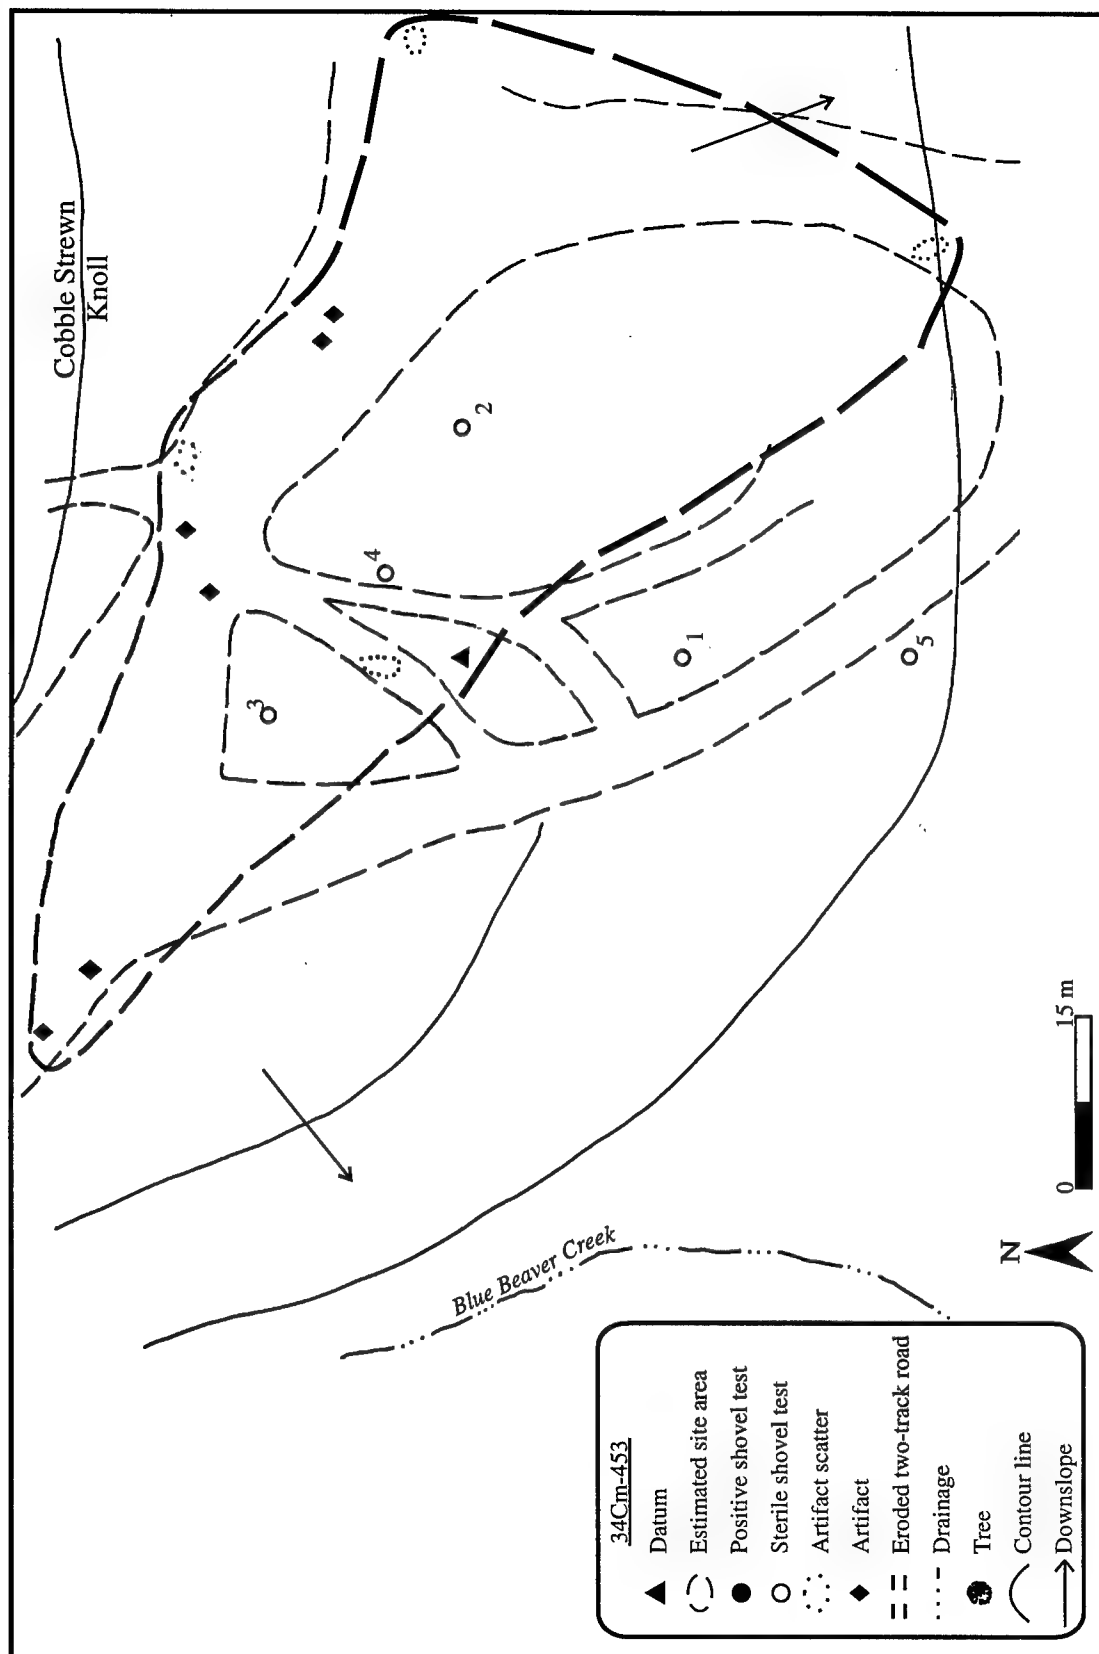 Cobble Strewn
Knoll
2
4
3
1
5
Blue Beaver Creek
N
0 15 m
34Cm-453
Datum
Estimated site area
Positive shovel test
Sterile shovel test
Artifact scatter
Artifact
Eroded two-track road
Drainage
Tree
Contour line
Downslope